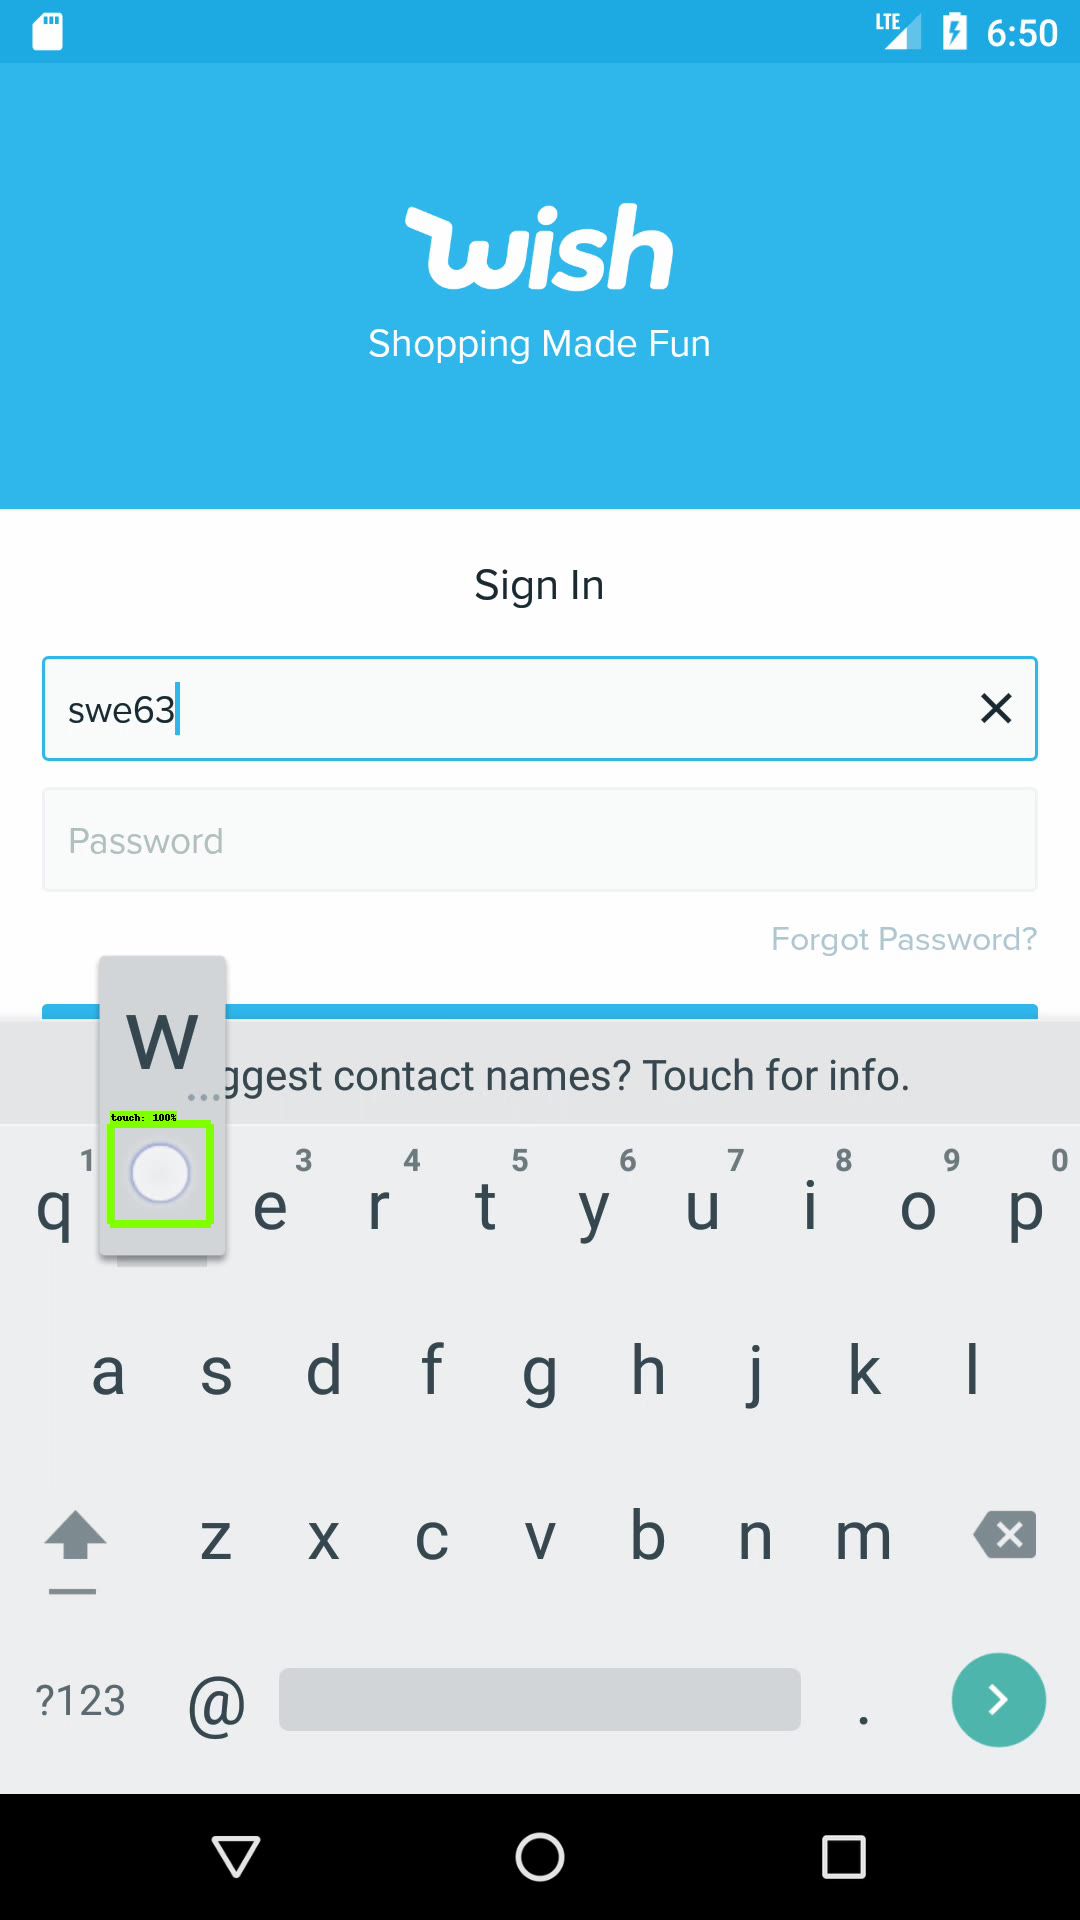 LTE 6:50
wish
Shopping Made Fun
Sign In
swe63
Password
Forgot Password?
w
ggest contact names? Touch for info.
touch: 100%
1 3 4 5 6 7 8 9 0
q e r t y u i o p
a s d f g h j k l
z x c v b n m
?123 @ .